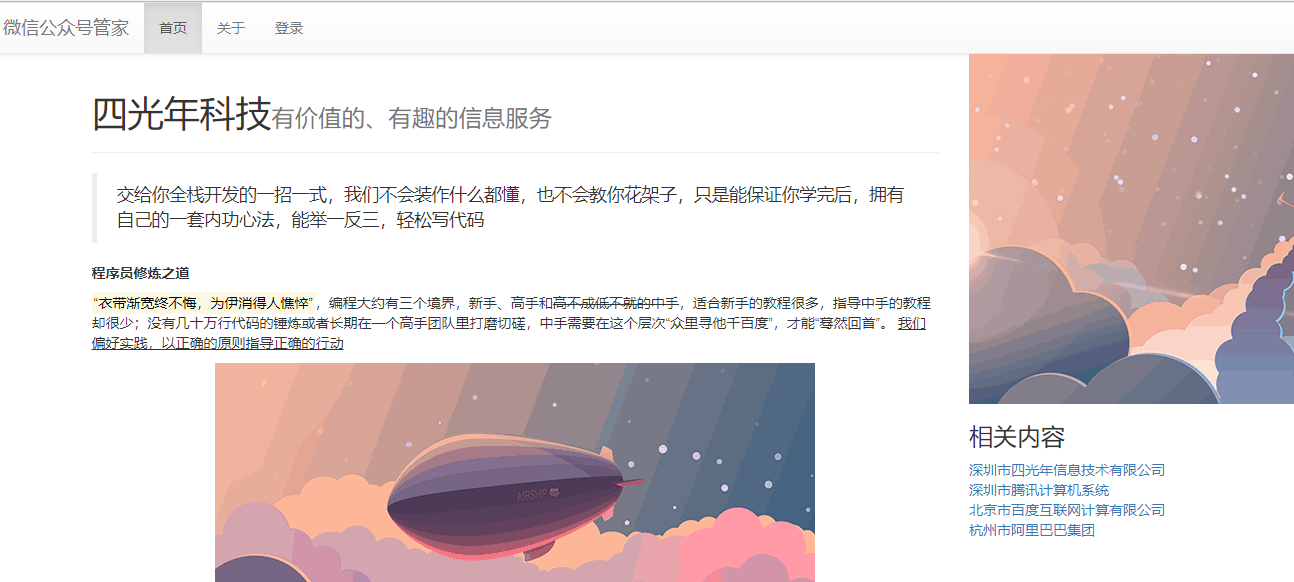 微信公众号管家 首页 关于 登录
四光年科技有价值的、有趣的信息服务
交给你全栈开发的一招一式，我们不会装作什么都懂，也不会教你花架子，只是能保证你学完后，拥有
自己的一套内功心法，能举一反三，轻松写代码
程序员修炼之道
“衣带渐宽终不悔，为伊消得人憔悴”，编程大约有三个境界，新手、高手和高不成低不就的中手，适合新手的教程很多，指导中手的教程
却很少；没有几十万行代码的锤炼或者长期在一个高手团队里打磨切磋，中手需要在这个层次“众里寻他千百度”，才能“蓦然回首”。 我们
偏好实践，以正确的原则指导正确的行动
AIRSHIP
相关内容
深圳市四光年信息技术有限公司
深圳市腾讯计算机系统
北京市百度互联网计算有限公司
杭州市阿里巴巴集团